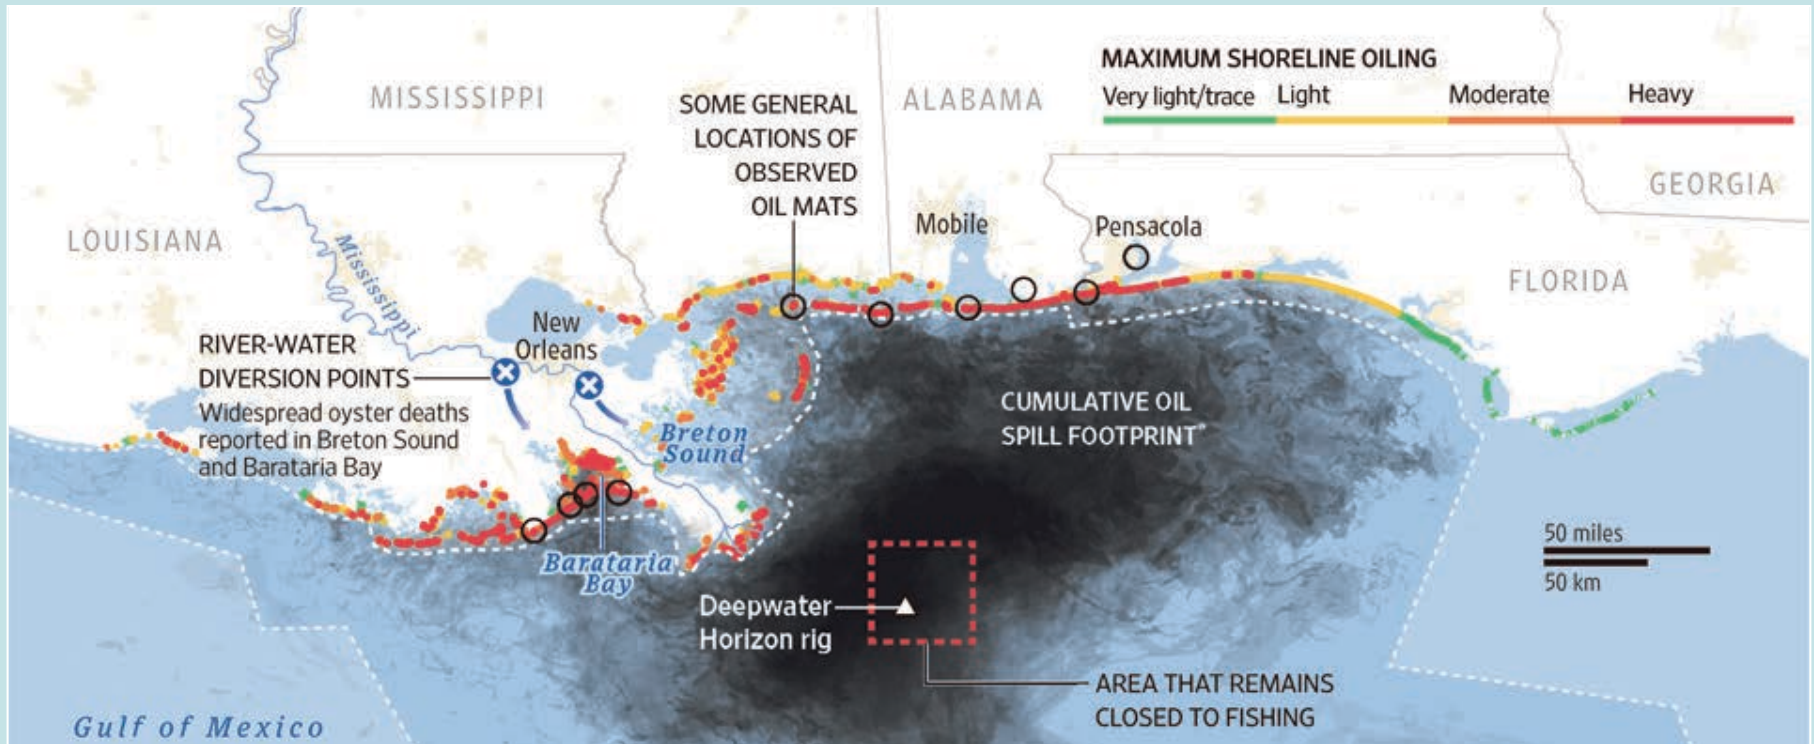 MISSISSIPPI
SOME GENERAL
LOCATIONS OF
OBSERVED
OIL MATS
ALABAMA
MAXIMUM SHORELINE OILING
Very light/trace Light Moderate Heavy
GEORGIA
LOUISIANA
Mississippi
Mobile
Pensacola
FLORIDA
New
Orleans
RIVER-WATER
DIVERSION POINTS
Widespread oyster deaths
reported in Breton Sound
and Barataria Bay
Breton
Sound
CUMULATIVE OIL
SPILL FOOTPRINT*
Barataria
Bay
50 miles
50 km
Deepwater
Horizon rig
AREA THAT REMAINS
CLOSED TO FISHING
Gulf of Mexico